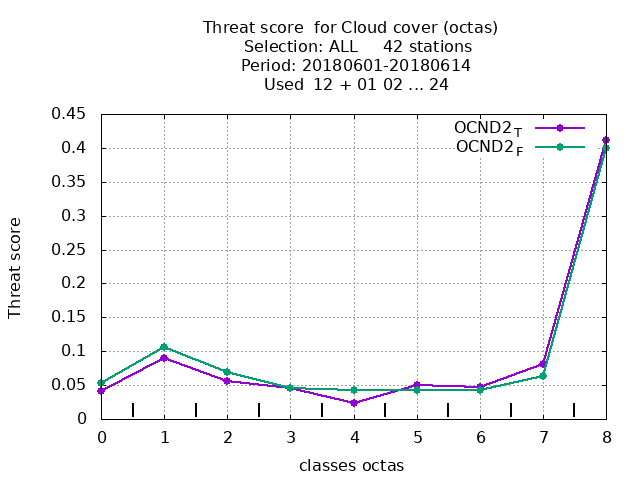 Threat score  for Cloud cover (octas)
Selection: ALL     42 stations
Period: 20180601-20180614
Used  12 + 01 02 ... 24
OCND2T
OCND2F
0.45
0.4
0.35
0.3
0.25
0.2
0.15
0.1
0.05
0
Threat score
0 1 2 3 4 5 6 7 8
classes octas